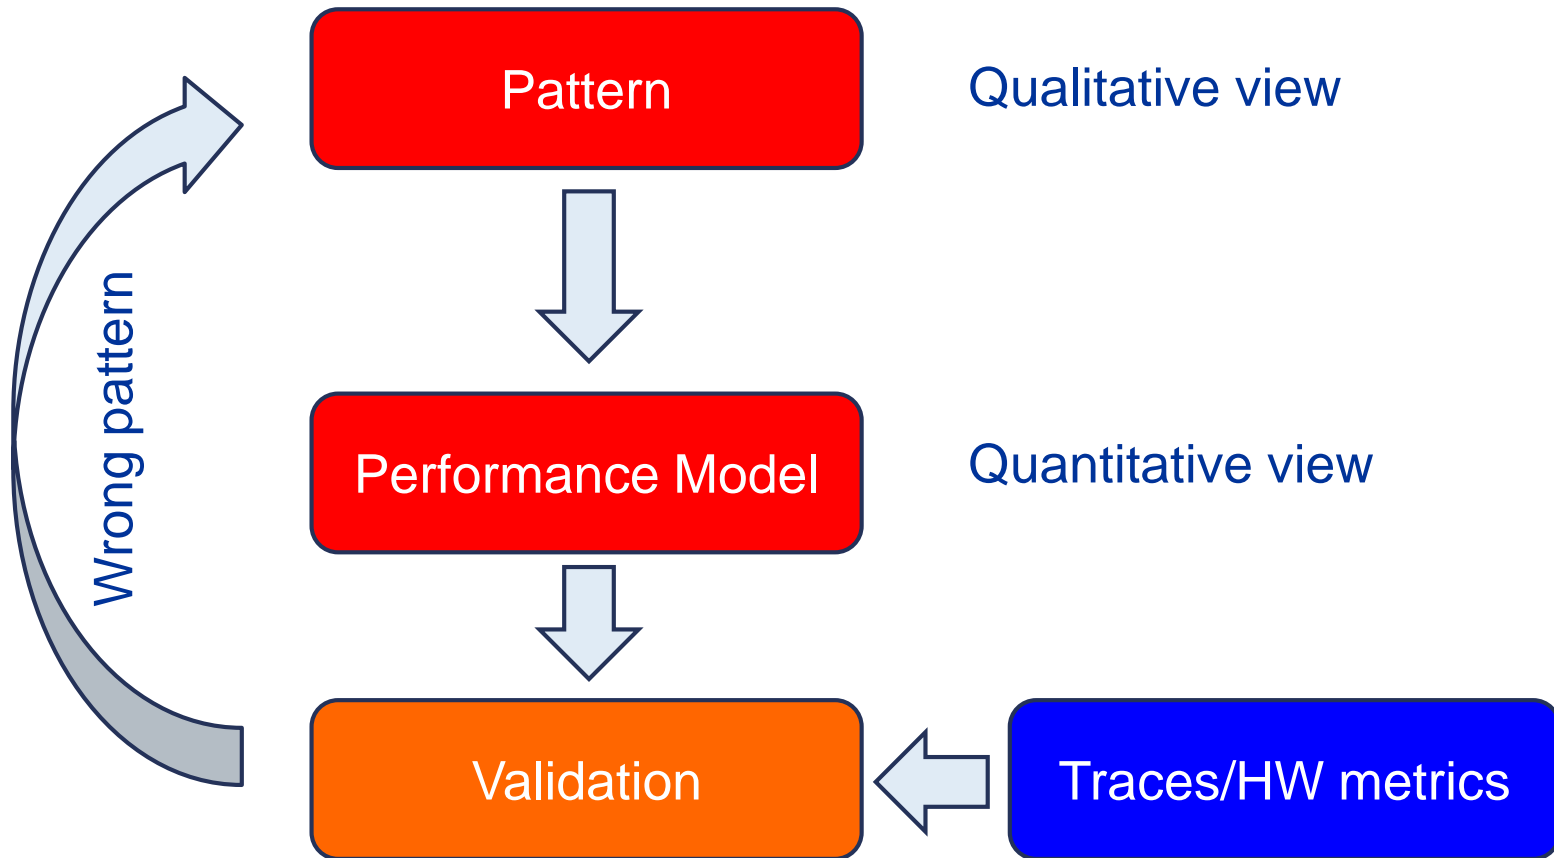 Pattern
Qualitative view
Wrong pattern
Performance Model
Quantitative view
Validation
Traces/HW metrics